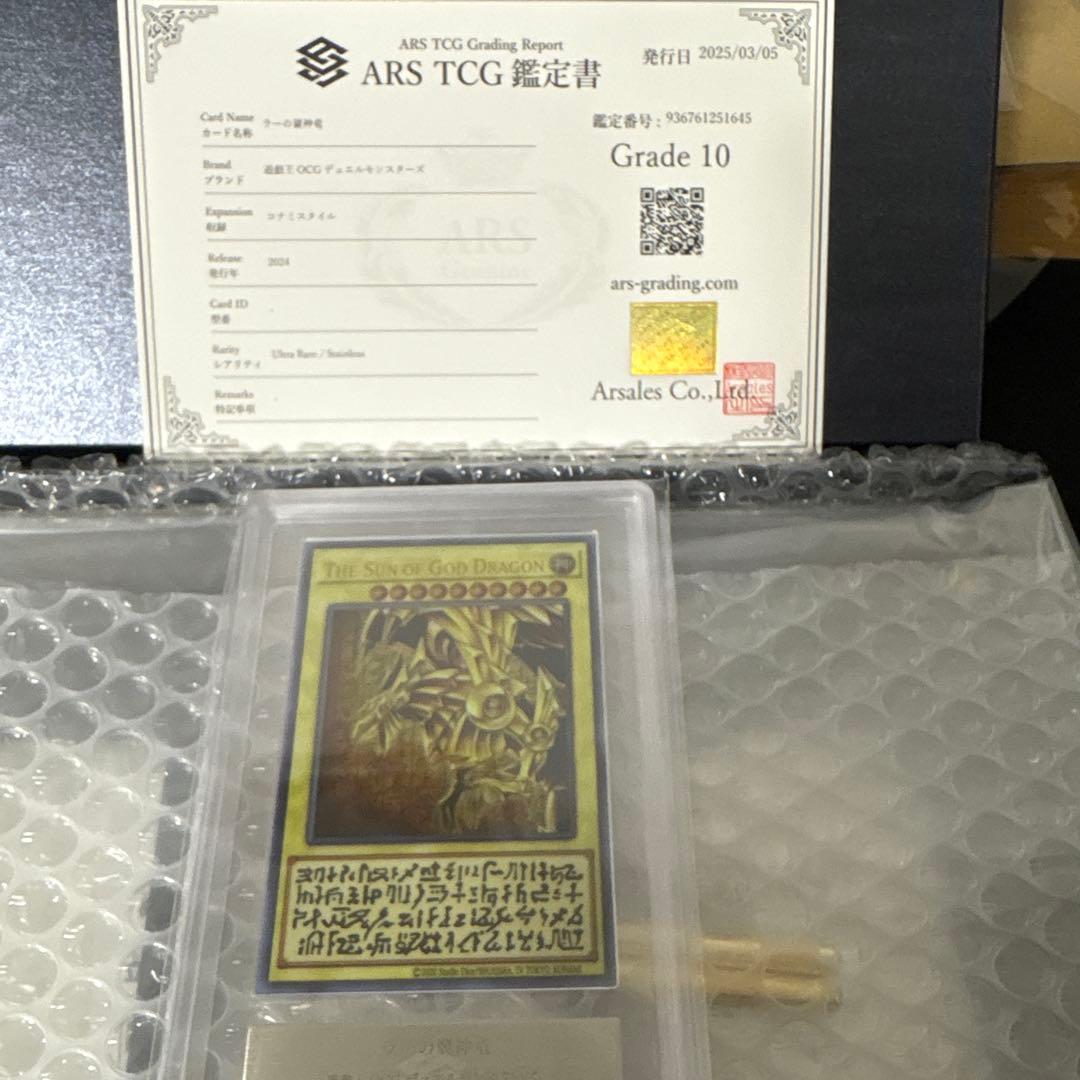 ARS TCG Grading Report
ARS TCG 鑑定書
発行日 2025/03/05
Card Name
カード名称
ラーの翼神竜
Brand
ブランド
遊戯王OCG デュエルモンスターズ
Expansion
収録
コナミスタイル
Release
発行年
2024
Card ID
型番
Rarity
レアリティ
Ultra Rare / Stainless
Remarks
特記事項
鑑定番号 : 936761251645
Grade 10
ars-grading.com
Arsales Co.,Ltd.
ARS
Genuine
THE SUN OF GOD DRAGON
ラーの翼神竜